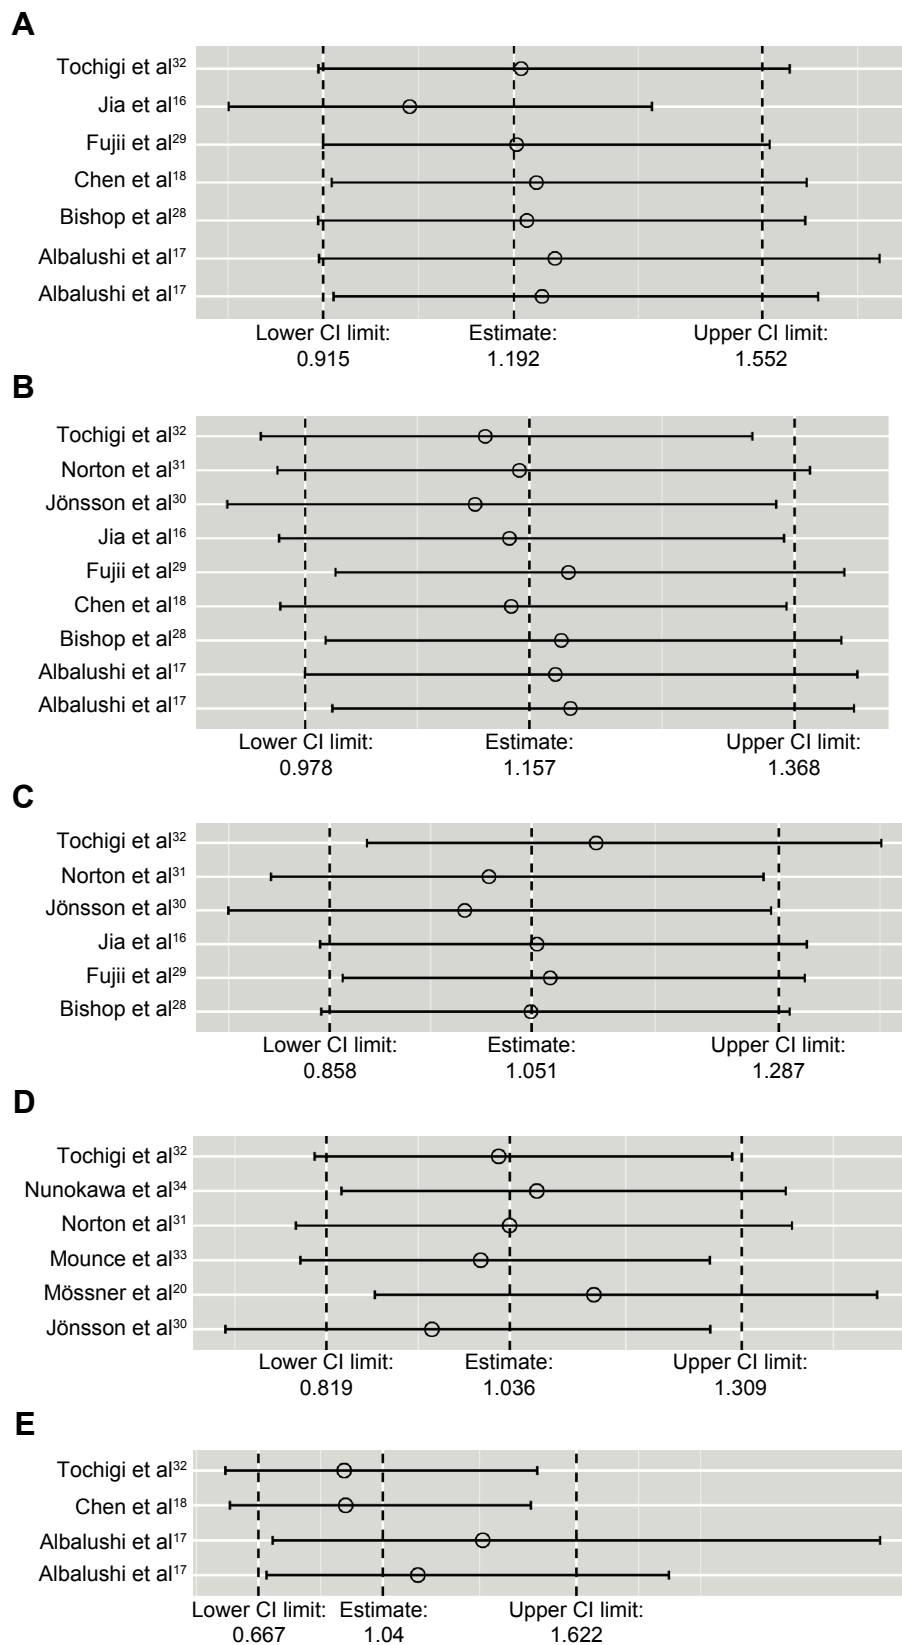 A
Tochigi et al32
Jia et al16
Fujii et al29
Chen et al18
Bishop et al28
Albalushi et al17
Albalushi et al17
Lower CI limit: Estimate: Upper CI limit:
0.915 1.192 1.552
B
Tochigi et al32
Norton et al31
Jönsson et al30
Jia et al16
Fujii et al29
Chen et al18
Bishop et al28
Albalushi et al17
Albalushi et al17
Lower CI limit: Estimate: Upper CI limit:
0.978 1.157 1.368
C
Tochigi et al32
Norton et al31
Jönsson et al30
Jia et al16
Fujii et al29
Bishop et al28
Lower CI limit: Estimate: Upper CI limit:
0.858 1.051 1.287
D
Tochigi et al32
Nunokawa et al34
Norton et al31
Mounce et al33
Mössner et al20
Jönsson et al30
Lower CI limit: Estimate: Upper CI limit:
0.819 1.036 1.309
E
Tochigi et al32
Chen et al18
Albalushi et al17
Albalushi et al17
Lower CI limit: Estimate: Upper CI limit:
0.667 1.04 1.622